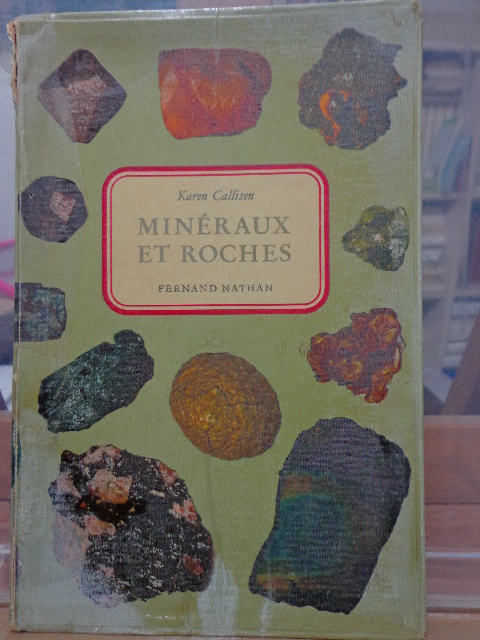 Karen Callisen
MINÉRAUX
ET ROCHES
FERNAND NATHAN